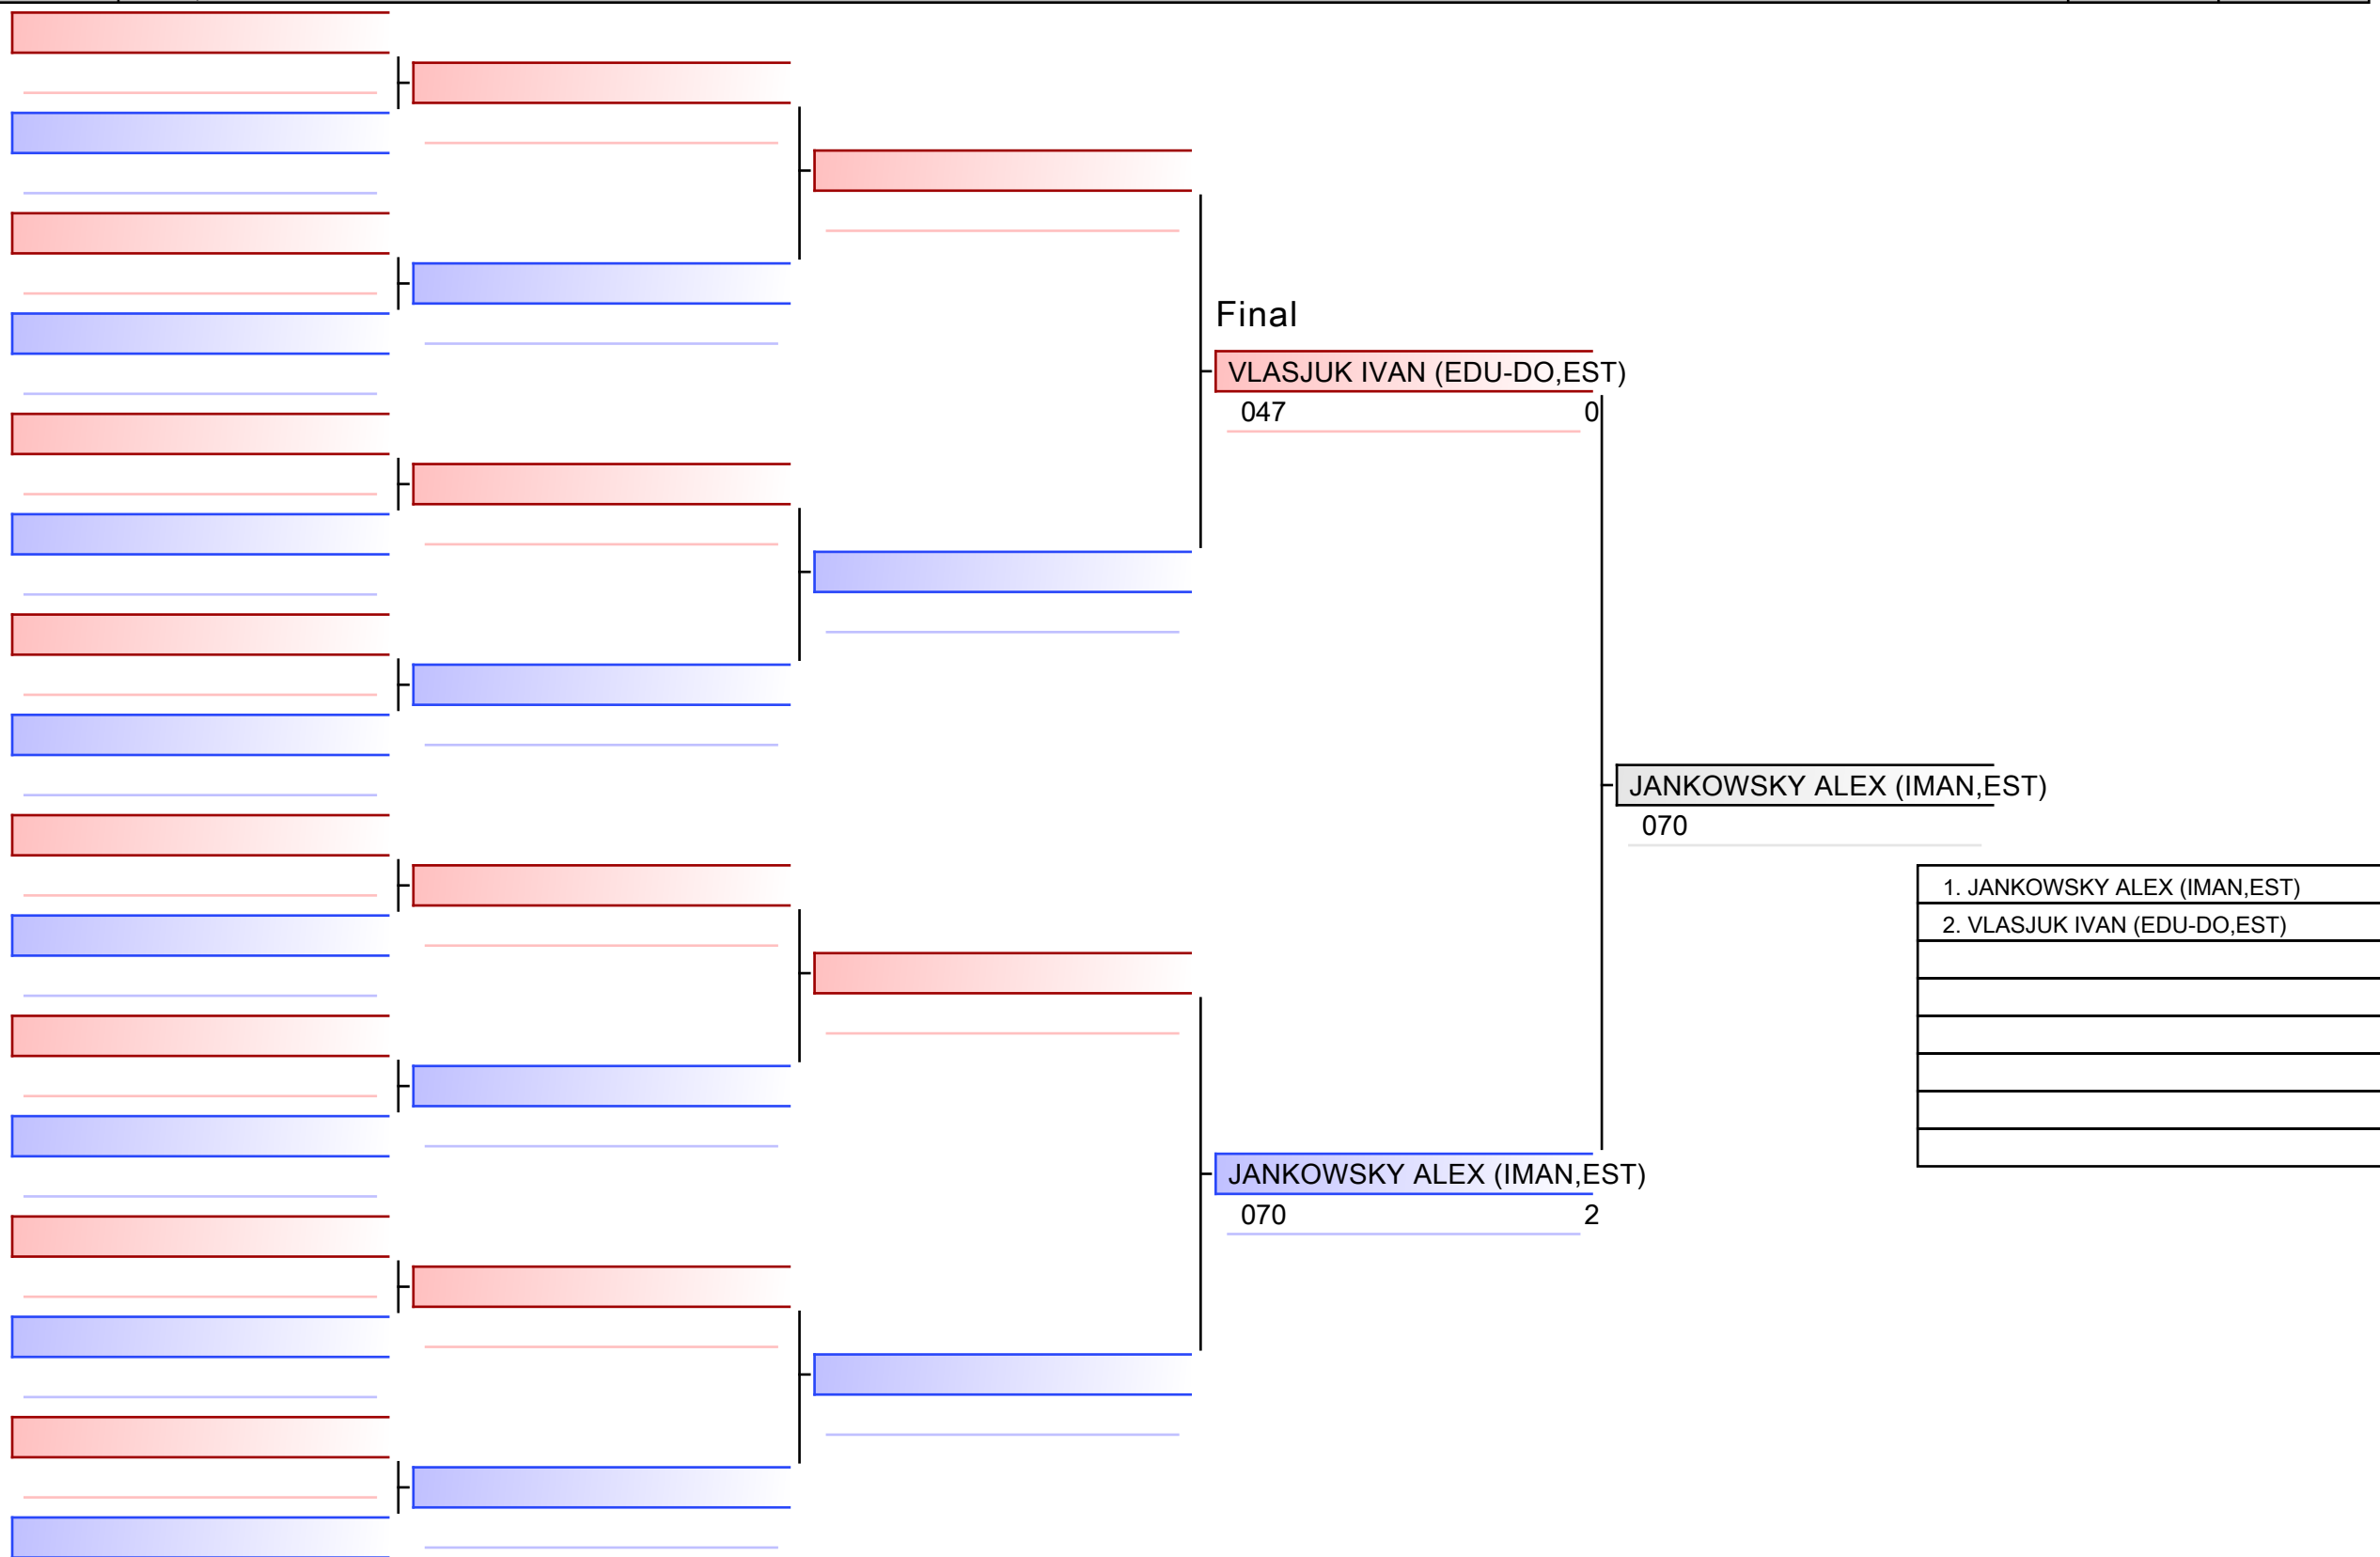 Final
VLASJUK IVAN (EDU-DO,EST)
047 0
JANKOWSKY ALEX (IMAN,EST)
070
1. JANKOWSKY ALEX (IMAN,EST)
2. VLASJUK IVAN (EDU-DO,EST)
JANKOWSKY ALEX (IMAN,EST)
070 2